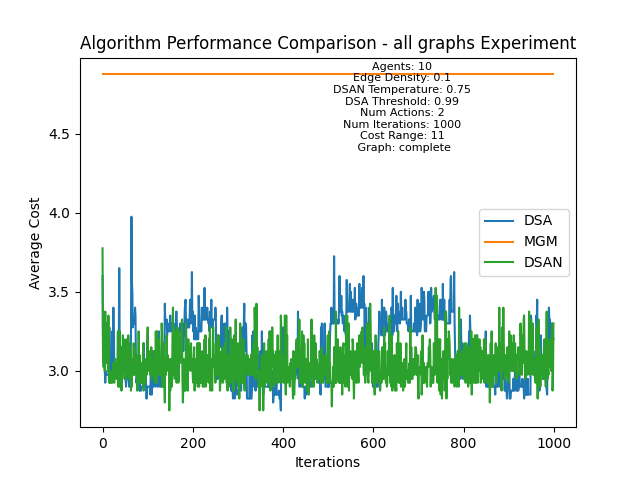 Algorithm Performance Comparison - all graphs Experiment
Agents: 10
Edge Density: 0.1
DSAN Temperature: 0.75
DSA Threshold: 0.99
Num Actions: 2
Num Iterations: 1000
Cost Range: 11
Graph: complete
DSA
MGM
DSAN
Average Cost
4.5
4.0
3.5
3.0
0 200 400 600 800 1000
Iterations